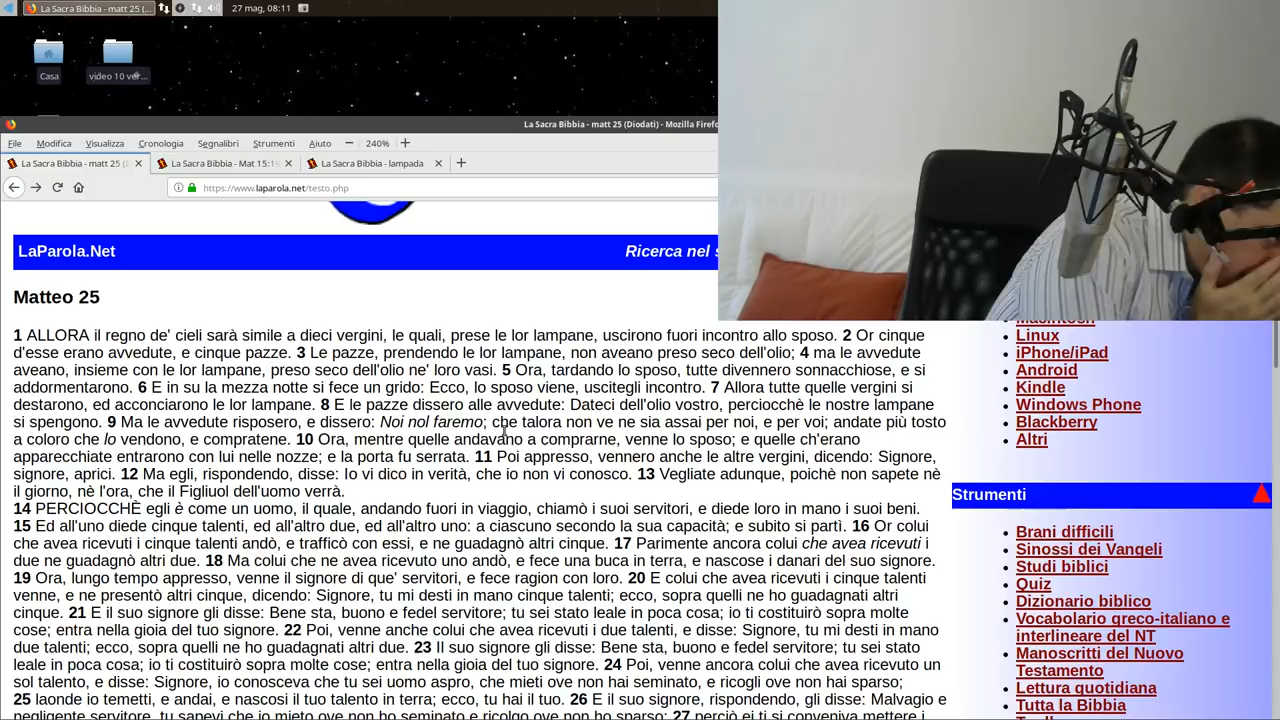 La Sacra Bibbia - matt 25 (...
27 mag, 08:11
Casa
video 10 ver...
La Sacra Bibbia - matt 25 (Diodati) - Mozilla Firefo
File Modifica Visualizza Cronologia Segnalibri Strumenti Aiuto 240%
La Sacra Bibbia - matt 25 (D
La Sacra Bibbia - Mat 15:1
La Sacra Bibbia - lampada
https://www.laparola.net/testo.php
LaParola.Net
Ricerca nel s
Matteo 25
1 ALLORA il regno de' cieli sarà simile a dieci vergini, le quali, prese le lor lampane, uscirono fuori incontro allo sposo. 2 Or cinque
d'esse erano avvedute, e cinque pazze. 3 Le pazze, prendendo le lor lampane, non aveano preso seco dell'olio; 4 ma le avvedute
aveano, insieme con le lor lampane, preso seco dell'olio ne' loro vasi. 5 Ora, tardando lo sposo, tutte divennero sonnacchiose, e si
addormentarono. 6 E in su la mezza notte si fece un grido: Ecco, lo sposo viene, uscitegli incontro. 7 Allora tutte quelle vergini si
destarono, ed acconciarono le lor lampane. 8 E le pazze dissero alle avvedute: Dateci dell'olio vostro, perciocchè le nostre lampane
si spengono. 9 Ma le avvedute risposero, e dissero: Noi nol faremo; che talora non ve ne sia assai per noi, e per voi; andate più tosto
a coloro che lo vendono, e compratene. 10 Ora, mentre quelle andavano a comprarne, venne lo sposo; e quelle ch'erano
apparecchiate entrarono con lui nelle nozze; e la porta fu serrata. 11 Poi appresso, vennero anche le altre vergini, dicendo: Signore,
signore, aprici. 12 Ma egli, rispondendo, disse: Io vi dico in verità, che io non vi conosco. 13 Vegliate adunque, poichè non sapete nè
il giorno, nè l'ora, che il Figliuol dell'uomo verrà.
14 PERCIOCCHÈ egli è come un uomo, il quale, andando fuori in viaggio, chiamò i suoi servitori, e diede loro in mano i suoi beni.
15 Ed all'uno diede cinque talenti, ed all'altro due, ed all'altro uno: a ciascuno secondo la sua capacità; e subito si partì. 16 Or colui
che avea ricevuti i cinque talenti andò, e trafficò con essi, e ne guadagnò altri cinque. 17 Parimente ancora colui che avea ricevuti i
due ne guadagnò altri due. 18 Ma colui che ne avea ricevuto uno andò, e fece una buca in terra, e nascose i danari del suo signore.
19 Ora, lungo tempo appresso, venne il signore di que' servitori, e fece ragion con loro. 20 E colui che avea ricevuti i cinque talenti
venne, e ne presentò altri cinque, dicendo: Signore, tu mi desti in mano cinque talenti; ecco, sopra quelli ne ho guadagnati altri
cinque. 21 E il suo signore gli disse: Bene sta, buono e fedel servitore; tu sei stato leale in poca cosa; io ti costituirò sopra molte
cose; entra nella gioia del tuo signore. 22 Poi, venne anche colui che avea ricevuti i due talenti, e disse: Signore, tu mi desti in mano
due talenti; ecco, sopra quelli ne ho guadagnati altri due. 23 Il suo signore gli disse: Bene sta, buono e fedel servitore; tu sei stato
leale in poca cosa; io ti costituirò sopra molte cose; entra nella gioia del tuo signore. 24 Poi, venne ancora colui che avea ricevuto un
sol talento, e disse: Signore, io conosceva che tu sei uomo aspro, che mieti ove non hai seminato, e ricogli ove non hai sparso;
25 laonde io temetti, e andai, e nascosi il tuo talento in terra; ecco, tu hai il tuo. 26 E il suo signore, rispondendo, gli disse: Malvagio e
negligente servitore, tu sapevi che io mieto ove non ho seminato e ricolgo ove non ho sparso; 27 perciò ei ti si conveniva mettere i
Macintosh
Linux
iPhone/iPad
Android
Kindle
Windows Phone
Blackberry
Altri
Strumenti
Brani difficili
Sinossi dei Vangeli
Studi biblici
Quiz
Dizionario biblico
Vocabolario greco-italiano e
interlineare del NT
Manoscritti del Nuovo
Testamento
Lettura quotidiana
Tutta la Bibbia